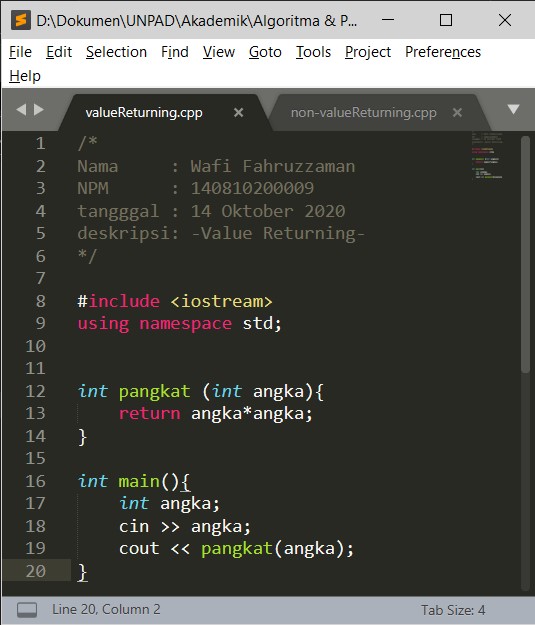 D:\Dokumen\UNPAD\Akademik\Algoritma & P...
File Edit Selection Find View Goto Tools Project Preferences
Help
valueReturning.cpp × non-valueReturning.cpp ×
1 /*
2 Nama     : Wafi Fahruzzaman
3 NPM      : 140810200009
4 tangggal : 14 Oktober 2020
5 deskripsi: -Value Returning-
6 */
7
8 #include <iostream>
9 using namespace std;
10
11
12 int pangkat (int angka){
13     return angka*angka;
14 }
15
16 int main(){
17     int angka;
18     cin >> angka;
19     cout << pangkat(angka);
20 }
Line 20, Column 2 Tab Size: 4